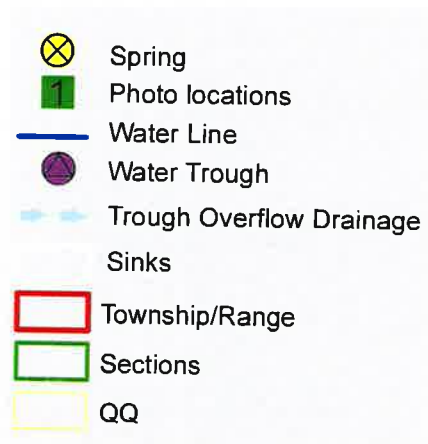 Spring
1 Photo locations
Water Line
Water Trough
Trough Overflow Drainage
Sinks
Township/Range
Sections
QQ